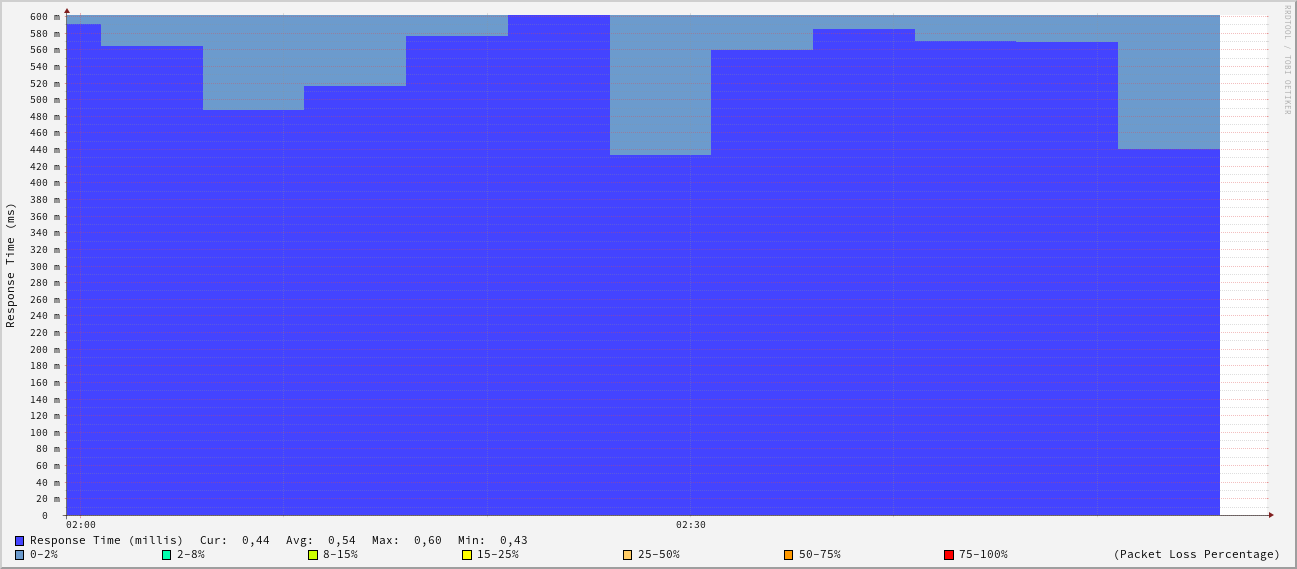 RRDTOOL / TOBI OETIKER
Response Time (ms)
600 m
580 m
560 m
540 m
520 m
500 m
480 m
460 m
440 m
420 m
400 m
380 m
360 m
340 m
320 m
300 m
280 m
260 m
240 m
220 m
200 m
180 m
160 m
140 m
120 m
100 m
80 m
60 m
40 m
20 m
0
02:00 02:30
Response Time (millis) Cur: 0,44 Avg: 0,54 Max: 0,60 Min: 0,43
0-2% 2-8% 8-15% 15-25% 25-50% 50-75% 75-100% (Packet Loss Percentage)